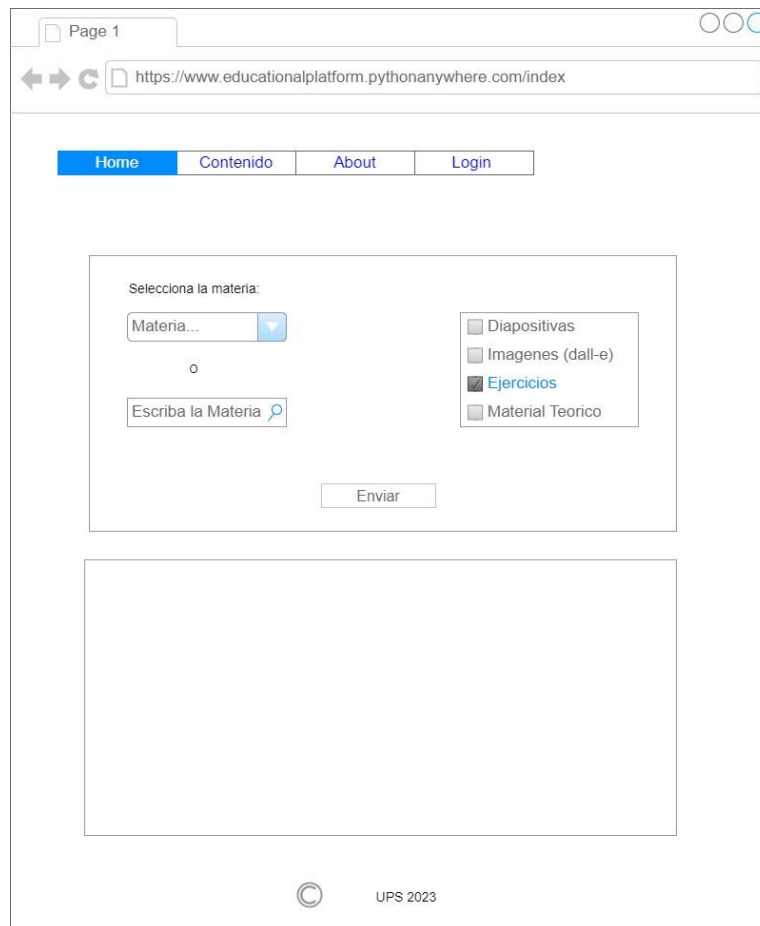 Page 1
https://www.educationalplatform.pythonanywhere.com/index
Home Contenido About Login
Selecciona la materia:
Materia...
o
Escriba la Materia
Diapositivas
Imagenes (dall-e)
Ejercicios
Material Teorico
Enviar
© UPS 2023